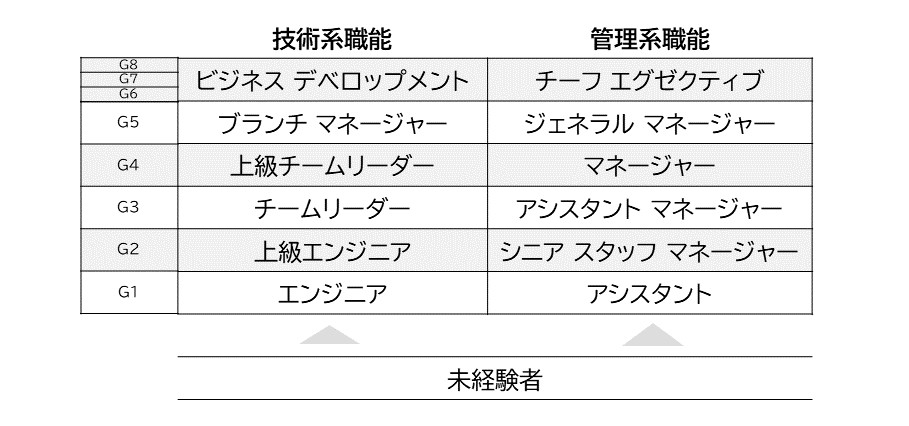 技術系職能 管理系職能
G8
G7
G6
ビジネス デベロップメント チーフ エグゼクティブ
G5 ブランチ マネージャー ジェネラル マネージャー
G4 上級チームリーダー マネージャー
G3 チームリーダー アシスタント マネージャー
G2 上級エンジニア シニア スタッフ マネージャー
G1 エンジニア アシスタント
未経験者